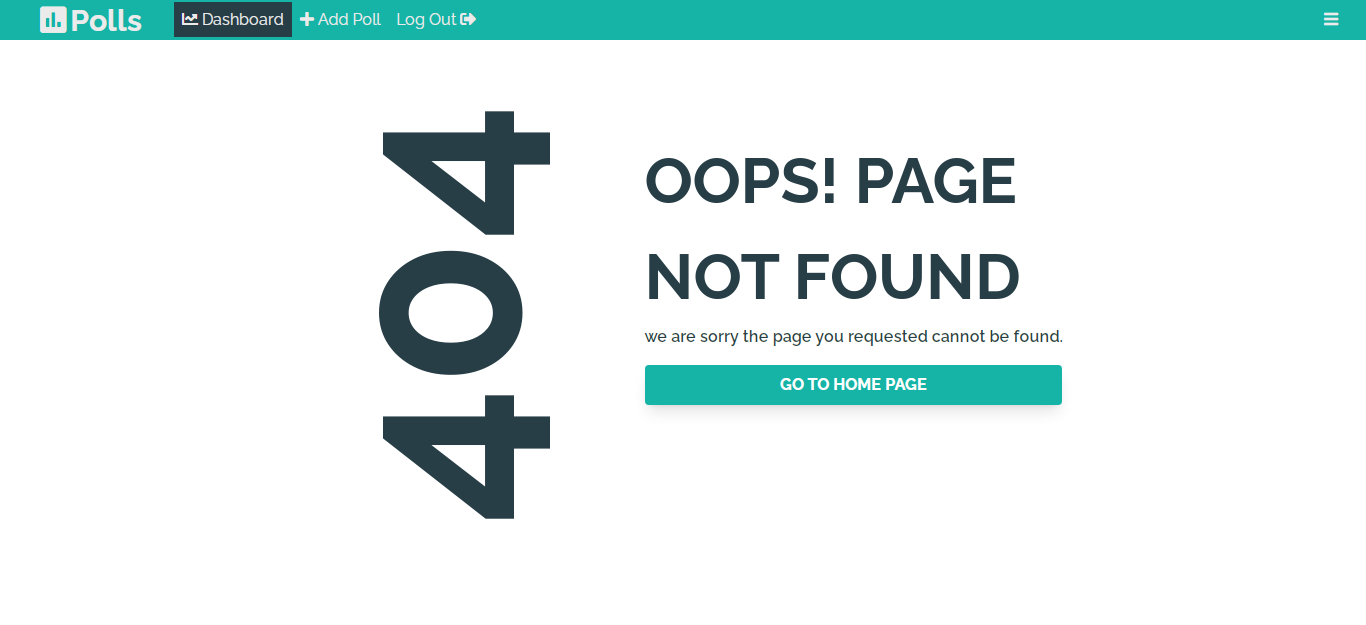 Polls Dashboard Add Poll Log Out
404
OOPS! PAGE
NOT FOUND
we are sorry the page you requested cannot be found.
GO TO HOME PAGE